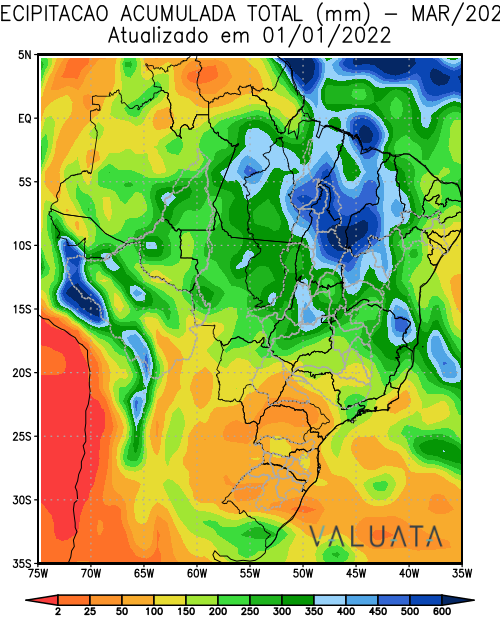 ECIPITACAO ACUMULADA TOTAL (mm) – MAR/202
Atualizado em 01/01/2022
5N
EQ
5S
10S
15S
20S
25S
30S
35S
VALUATA
75W 70W 65W 60W 55W 50W 45W 40W 35W
2 25 50 100 150 200 250 300 350 400 450 500 600